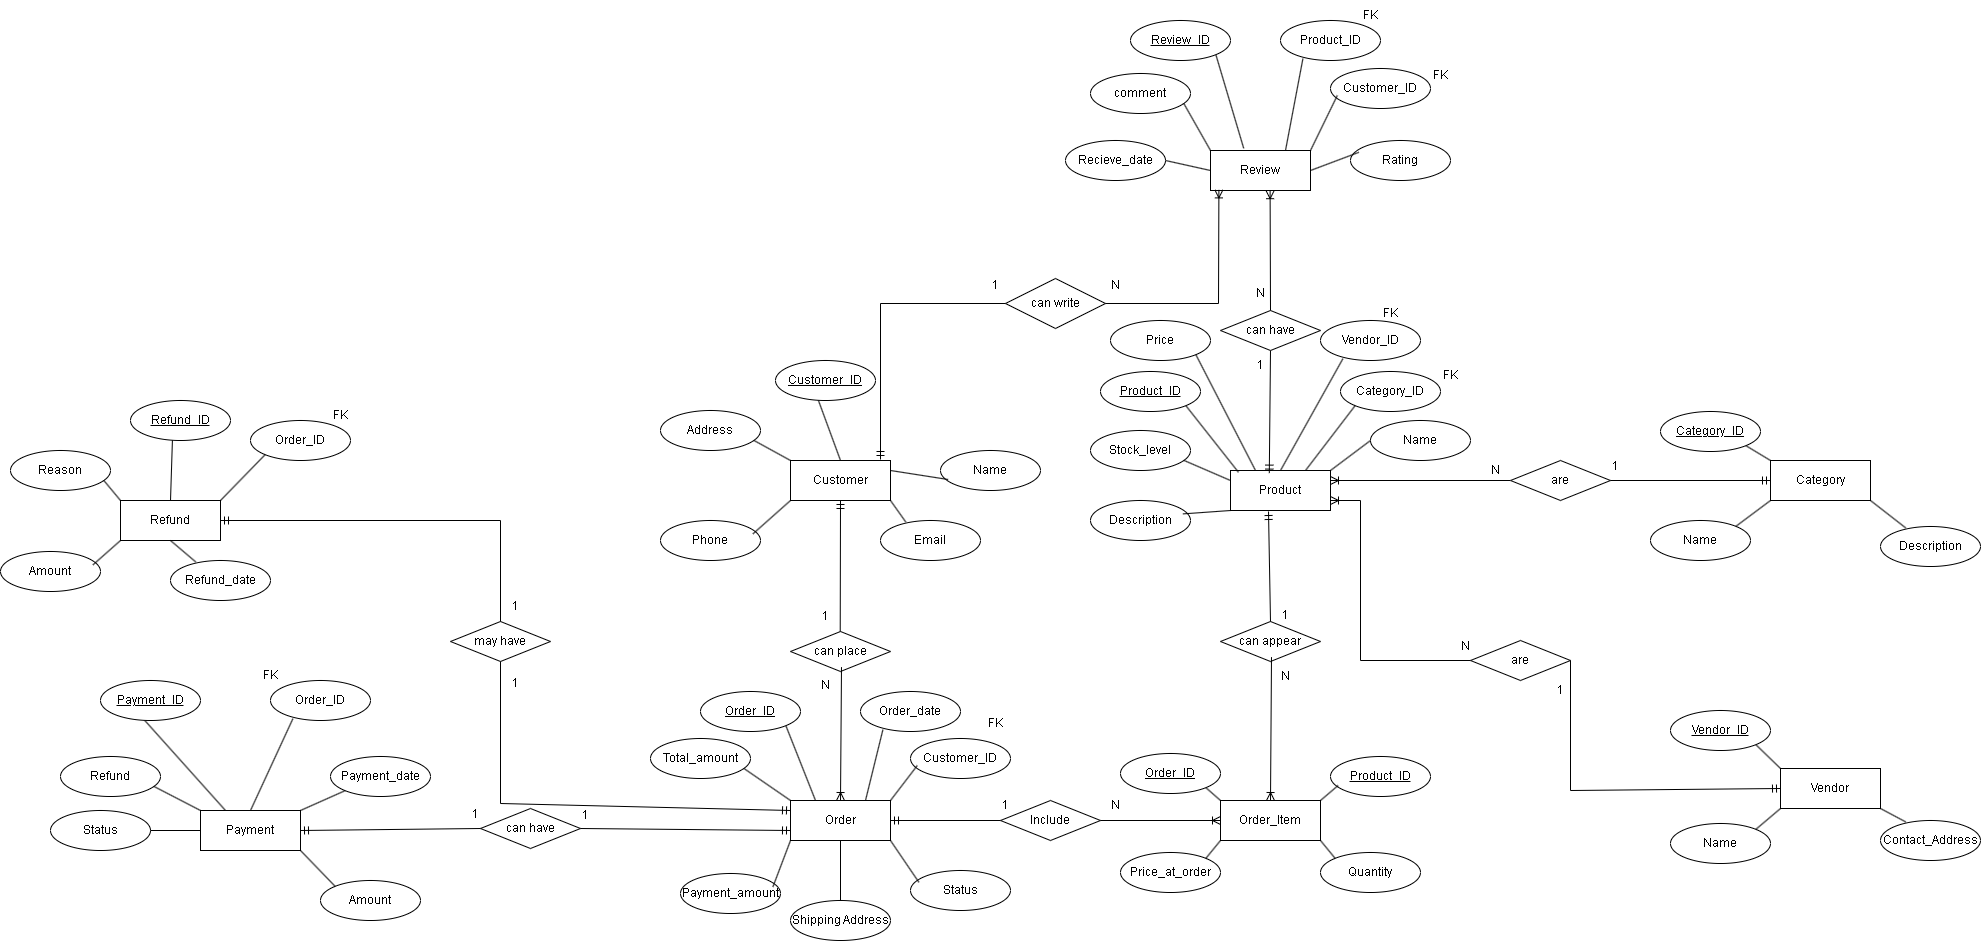 FK
Review_ID
Product_ID
FK
comment
Customer_ID
Recieve_date
Review
Rating
1
can write
N
N
can have
1
FK
Price
Vendor_ID
FK
Product_ID
Category_ID
Stock_level
Name
Product
Description
Customer_ID
Address
Customer
Name
Phone
Email
FK
Refund_ID
Order_ID
Reason
Refund
Amount
Refund_date
N
are
1
Category_ID
Category
Name
Description
1
may have
1
1
can place
N
1
can appear
N
N
are
1
FK
Payment_ID
Order_ID
Refund
Payment_date
Status
Payment
Amount
1
can have
1
Order_ID
Order_date
FK
Total_amount
Customer_ID
Order
Payment_amount
Shipping Address
Status
1
Include
N
Order_ID
Product_ID
Order_Item
Price_at_order
Quantity
Vendor_ID
Vendor
Name
Contact_Address